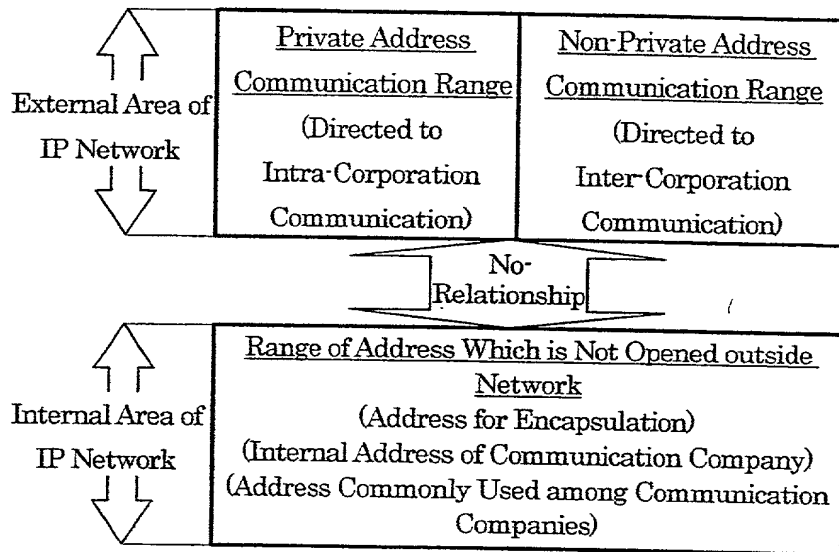 External Area of
IP Network
Private Address
Communication Range
(Directed to
Intra-Corporation
Communication)
Non-Private Address
Communication Range
(Directed to
Inter-Corporation
Communication)
No-
Relationship
Internal Area of
IP Network
Range of Address Which is Not Opened outside
Network
(Address for Encapsulation)
(Internal Address of Communication Company)
(Address Commonly Used among Communication
Companies)